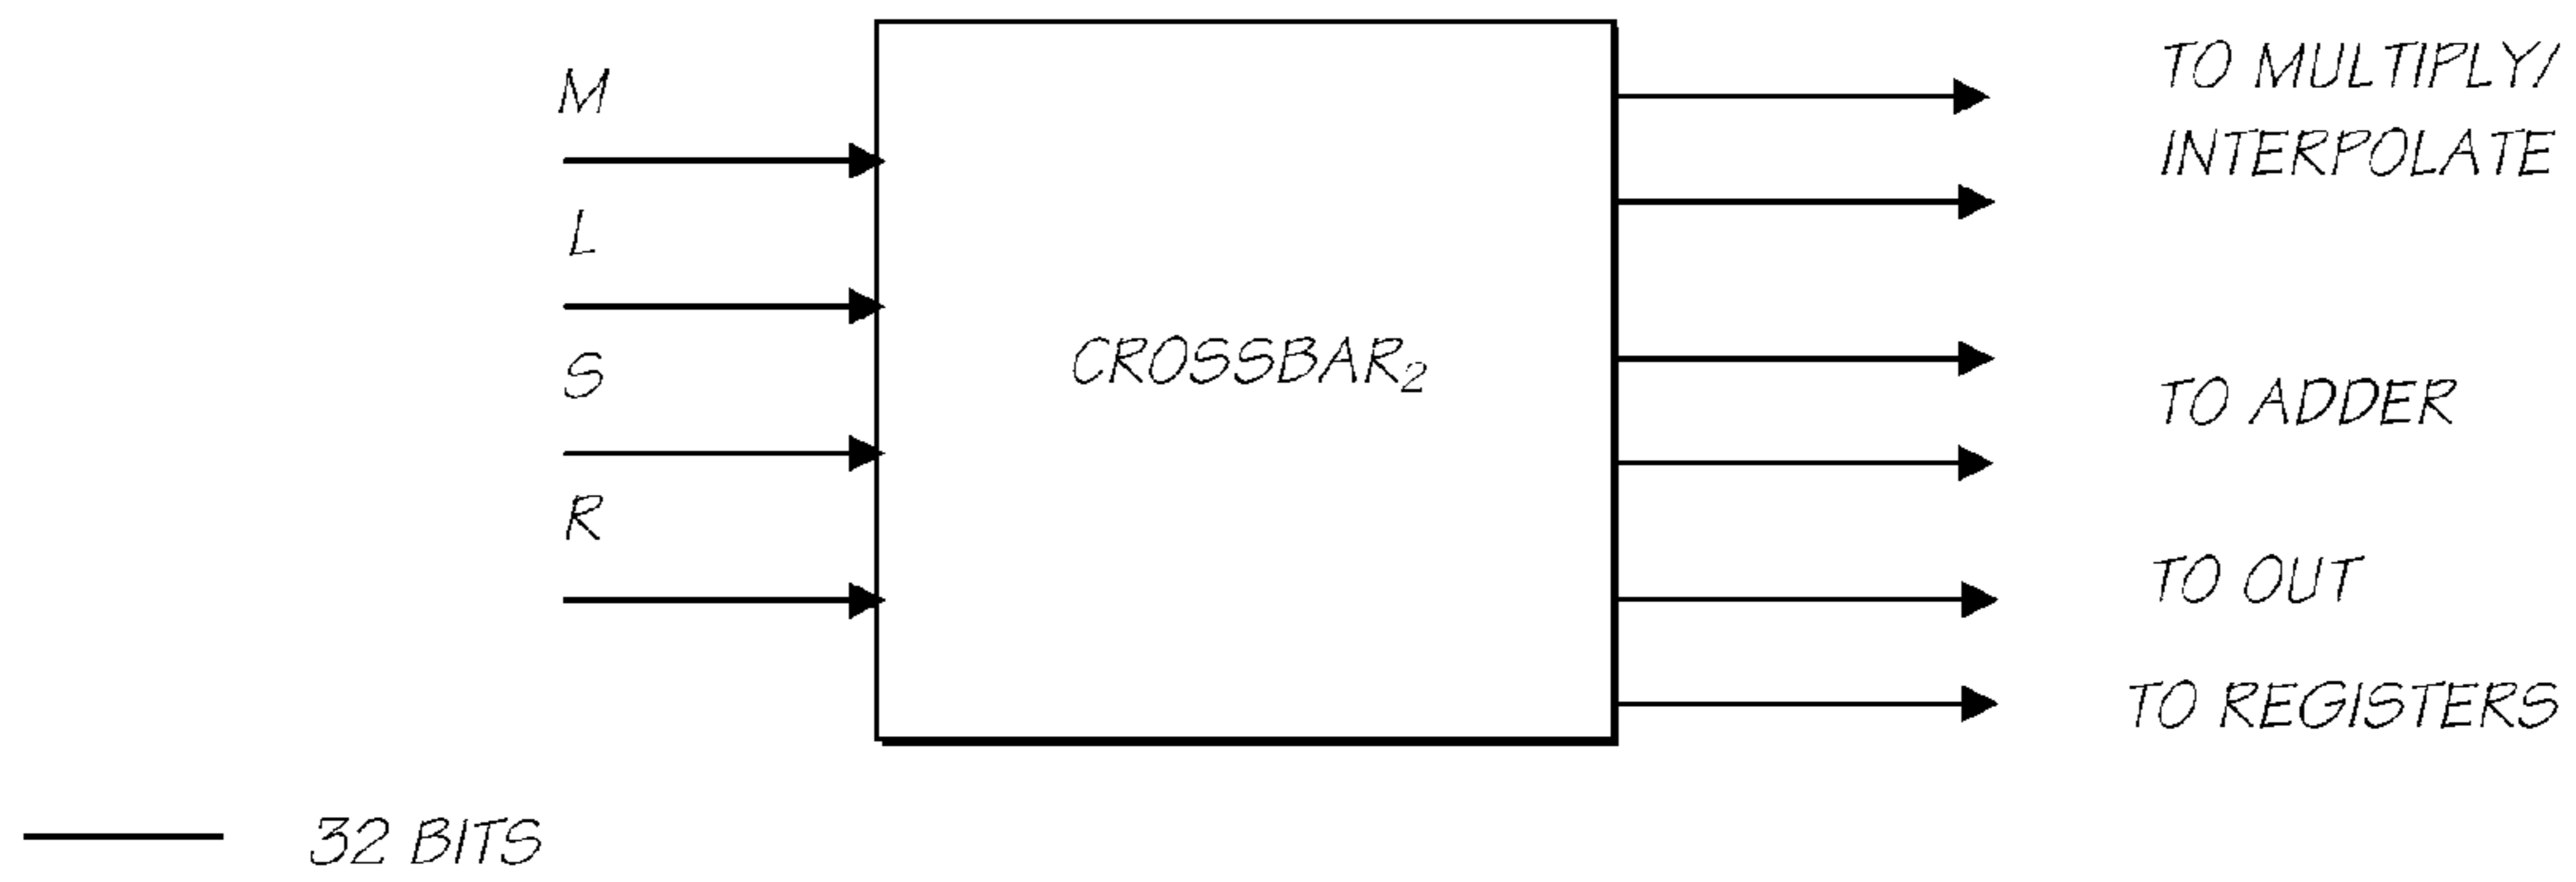 M
L
S
R
CROSSBAR₂
TO MULTIPLY/
INTERPOLATE
TO ADDER
TO OUT
TO REGISTERS
32 BITS